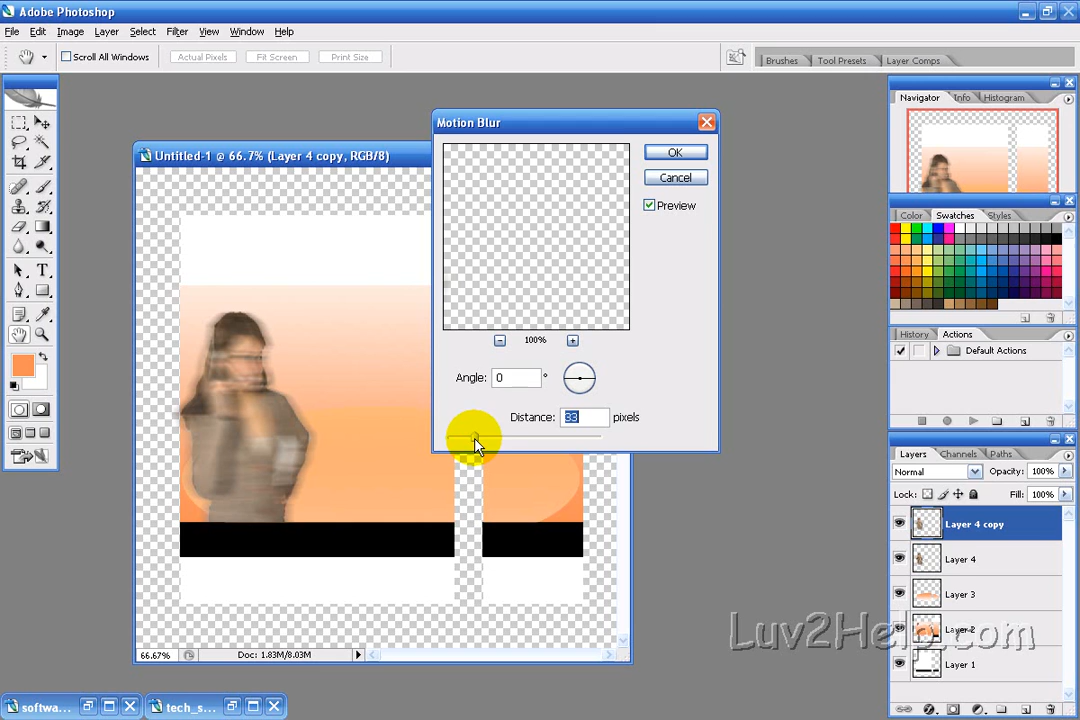 Adobe Photoshop
File Edit Image Layer Select Filter View Window Help
Scroll All Windows Actual Pixels Fit Screen Print Size Brushes Tool Presets Layer Comps
Navigator Info Histogram
Motion Blur
Untitled-1 @ 66.7% (Layer 4 copy, RGB/8)
OK
Cancel
Preview
100%
Angle: 0 °
Distance: 33 pixels
Color Swatches Styles
History Actions
Default Actions
Layers Channels Paths
Normal Opacity: 100%
Lock: Fill: 100%
Layer 4 copy
Layer 4
Layer 3
Layer 2
Layer 1
Luv2Help.com
66.67% Doc: 1.83M/8.03M
softwa... tech_s...